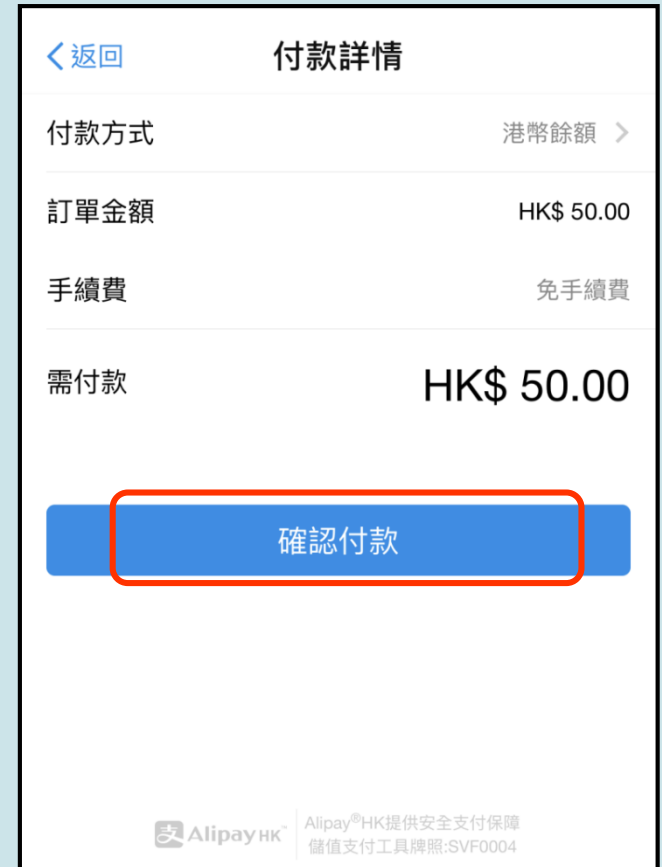 返回 付款詳情
付款方式 港幣餘額
訂單金額 HK$ 50.00
手續費 免手續費
需付款 HK$ 50.00
確認付款
支 Alipay HK™ Alipay®HK提供安全支付保障
儲值支付工具牌照:SVF0004